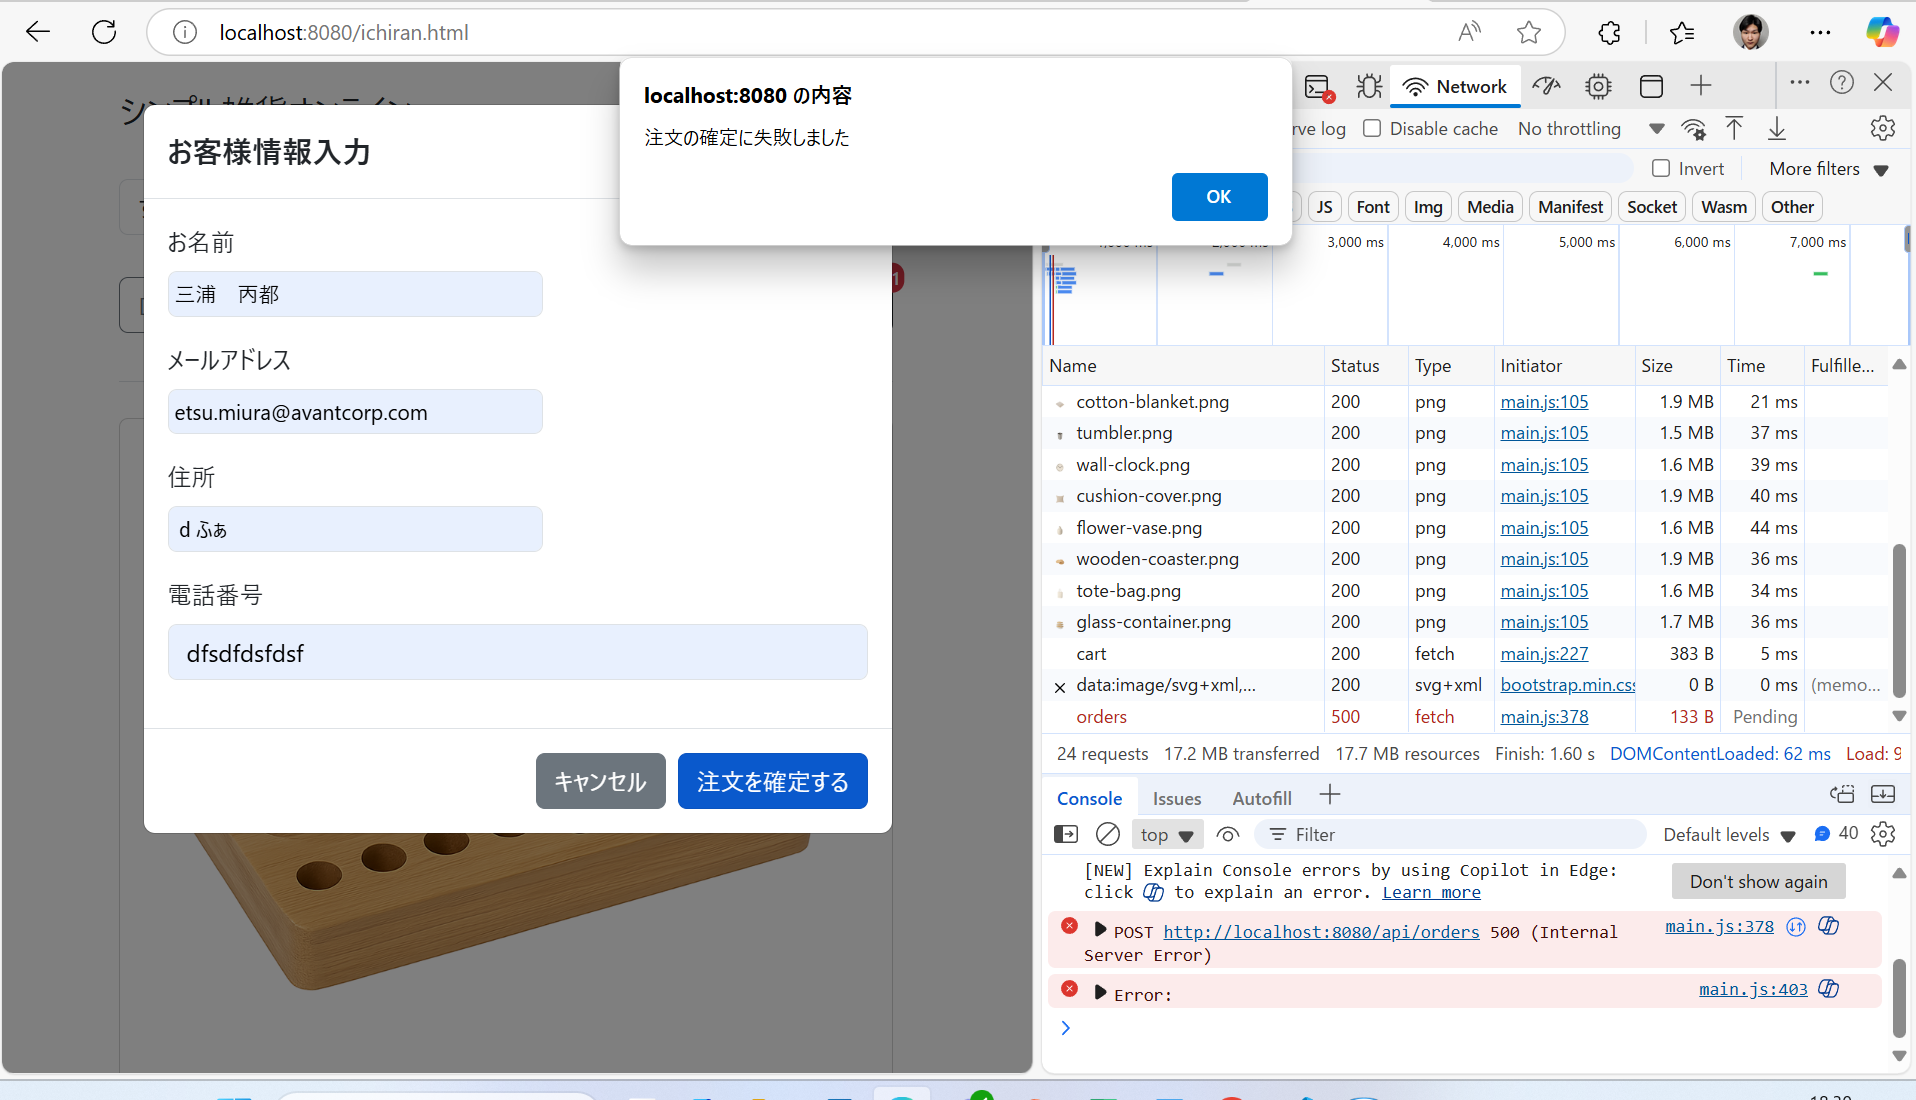 localhost:8080/ichiran.html
localhost:8080 の内容
注文の確定に失敗しました
OK
お客様情報入力
お名前
三浦　丙都
メールアドレス
etsu.miura@avantcorp.com
住所
d ふぁ
電話番号
dfsdfdsfdsf
キャンセル
注文を確定する
1
Network
rve log
Disable cache
No throttling
Invert
More filters
JS
Font
Img
Media
Manifest
Socket
Wasm
Other
3,000 ms
4,000 ms
5,000 ms
6,000 ms
7,000 ms
Name Status Type Initiator Size Time Fulfille...
cotton-blanket.png 200 png main.js:105 1.9 MB 21 ms
tumbler.png 200 png main.js:105 1.5 MB 37 ms
wall-clock.png 200 png main.js:105 1.6 MB 39 ms
cushion-cover.png 200 png main.js:105 1.9 MB 40 ms
flower-vase.png 200 png main.js:105 1.6 MB 44 ms
wooden-coaster.png 200 png main.js:105 1.9 MB 36 ms
tote-bag.png 200 png main.js:105 1.6 MB 34 ms
glass-container.png 200 png main.js:105 1.7 MB 36 ms
cart 200 fetch main.js:227 383 B 5 ms
data:image/svg+xml,... 200 svg+xml bootstrap.min.css 0 B 0 ms (memo...
orders 500 fetch main.js:378 133 B Pending
24 requests 17.2 MB transferred 17.7 MB resources Finish: 1.60 s DOMContentLoaded: 62 ms Load: 9
Console
Issues
Autofill
top
Filter
Default levels
40
[NEW] Explain Console errors by using Copilot in Edge:
click to explain an error. Learn more
Don't show again
POST http://localhost:8080/api/orders 500 (Internal
Server Error)
main.js:378
Error:
main.js:403